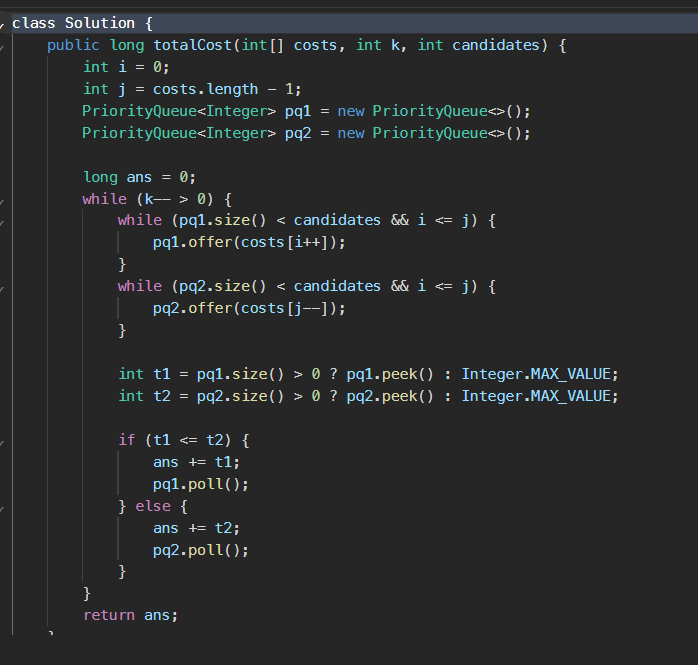 class Solution {
    public long totalCost(int[] costs, int k, int candidates) {
        int i = 0;
        int j = costs.length - 1;
        PriorityQueue<Integer> pq1 = new PriorityQueue<>();
        PriorityQueue<Integer> pq2 = new PriorityQueue<>();

        long ans = 0;
        while (k-- > 0) {
            while (pq1.size() < candidates && i <= j) {
                pq1.offer(costs[i++]);
            }
            while (pq2.size() < candidates && i <= j) {
                pq2.offer(costs[j--]);
            }

            int t1 = pq1.size() > 0 ? pq1.peek() : Integer.MAX_VALUE;
            int t2 = pq2.size() > 0 ? pq2.peek() : Integer.MAX_VALUE;

            if (t1 <= t2) {
                ans += t1;
                pq1.poll();
            } else {
                ans += t2;
                pq2.poll();
            }
        }
        return ans;